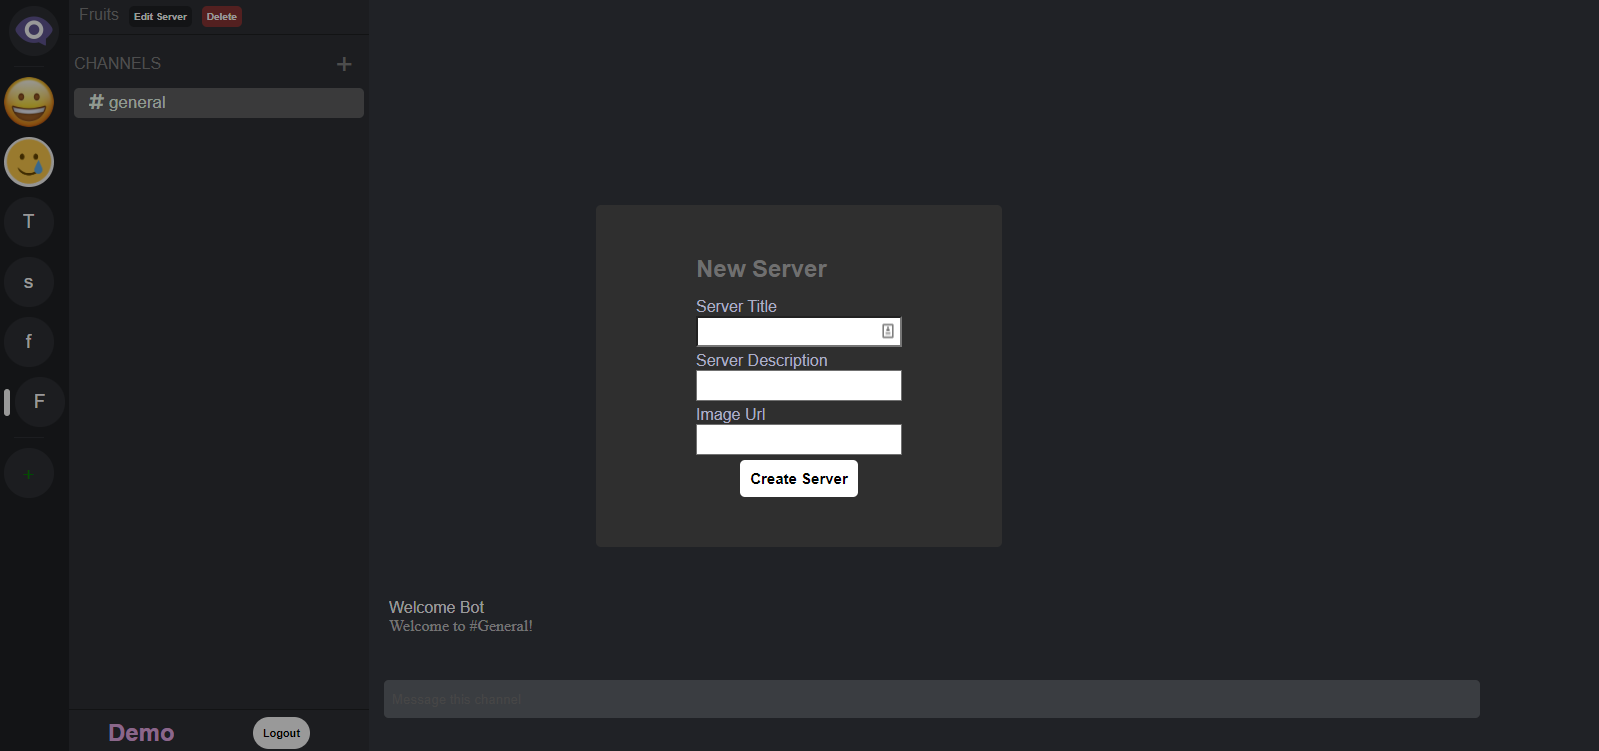 Fruits Edit Server Delete
CHANNELS +
# general
T
s
f
F
+
New Server
Server Title
Server Description
Image Url
Create Server
Welcome Bot
Welcome to #General!
Message this channel
Demo Logout